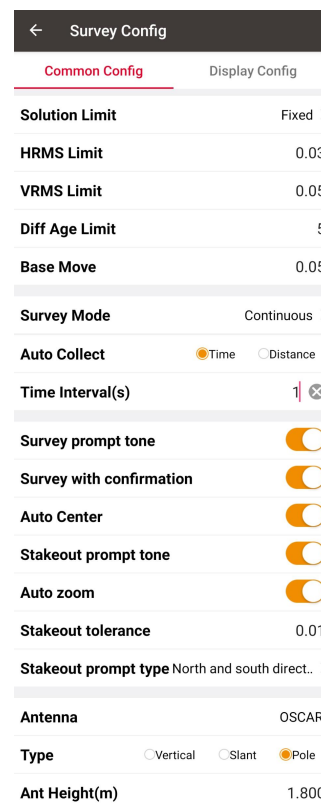 Survey Config
Common Config Display Config
Solution Limit Fixed
HRMS Limit 0.03
VRMS Limit 0.05
Diff Age Limit 5
Base Move 0.05
Survey Mode Continuous
Auto Collect Time Distance
Time Interval(s) 1
Survey prompt tone
Survey with confirmation
Auto Center
Stakeout prompt tone
Auto zoom
Stakeout tolerance 0.01
Stakeout prompt type North and south direct..
Antenna OSCAR
Type Vertical Slant Pole
Ant Height(m) 1.800